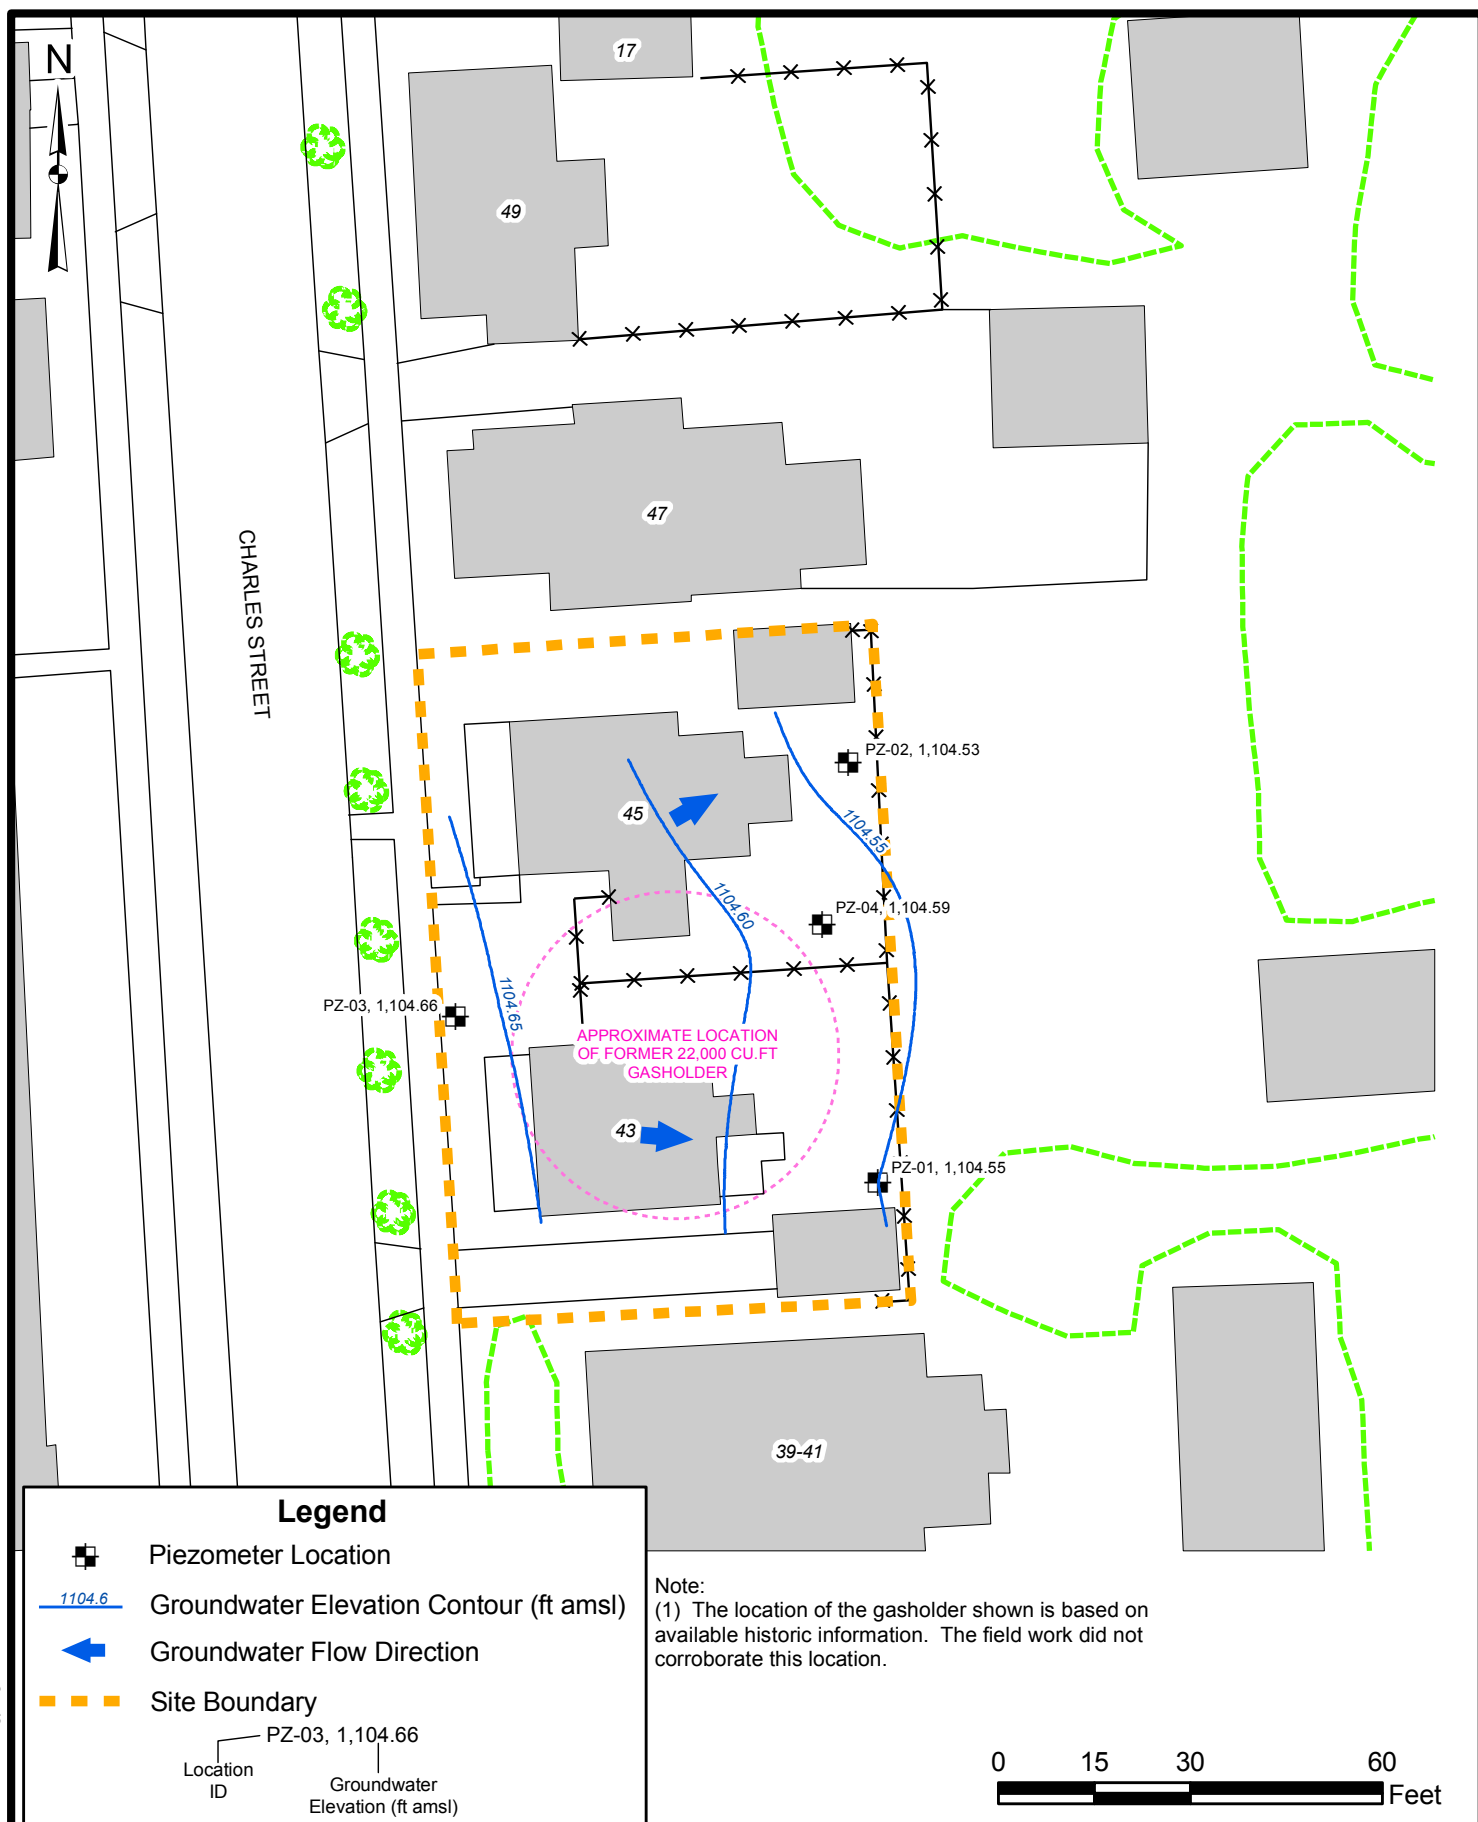 N
17
49
47
CHARLES STREET
PZ-02, 1,104.53
45
1104.55
1104.60
PZ-04, 1,104.59
1104.65
PZ-03, 1,104.66
APPROXIMATE LOCATION
OF FORMER 22,000 CU.FT
GASHOLDER
43
PZ-01, 1,104.55
39-41
Legend
Piezometer Location
1104.6
Groundwater Elevation Contour (ft amsl)
Groundwater Flow Direction
Site Boundary
PZ-03, 1,104.66
Location
ID
Groundwater
Elevation (ft amsl)
Note:
(1) The location of the gasholder shown is based on
available historic information. The field work did not
corroborate this location.
0 15 30 60
Feet